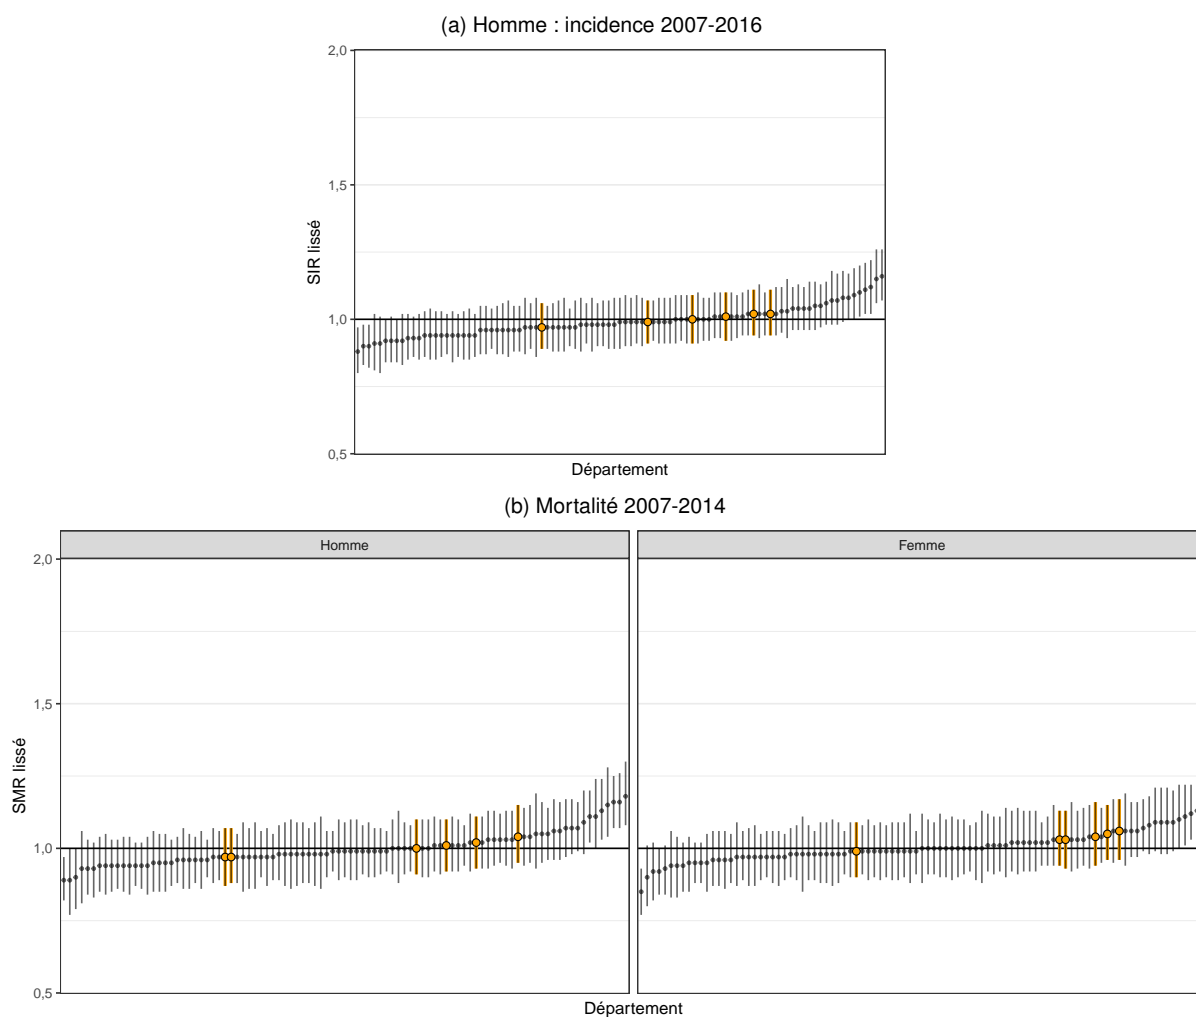 (a) Homme : incidence 2007-2016
2,0
1,5
1,0
0,5
SIR lissé
Département
(b) Mortalité 2007-2014
Homme
Femme
2,0
1,5
1,0
0,5
SMR lissé
Département